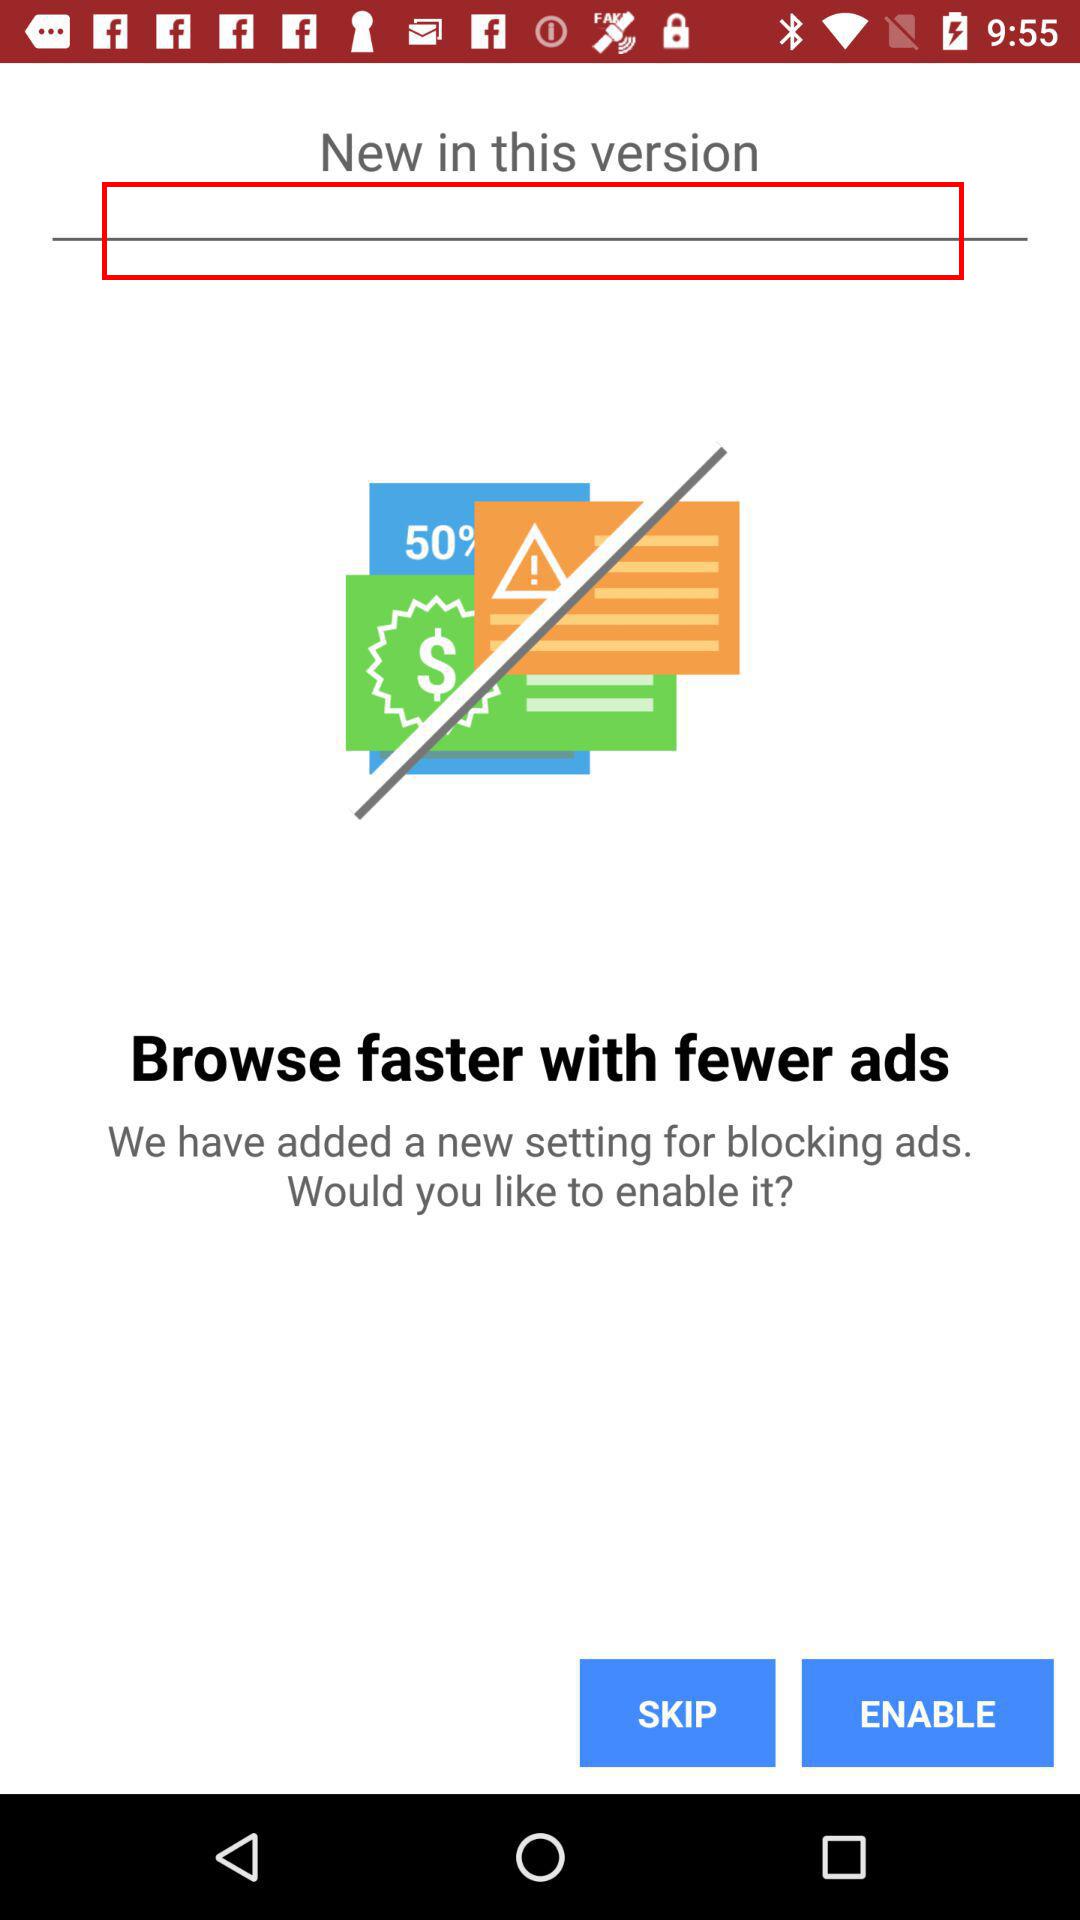 FAKE
9:55
New in this version
50%
$
Browse faster with fewer ads
We have added a new setting for blocking ads.
Would you like to enable it?
SKIP
ENABLE